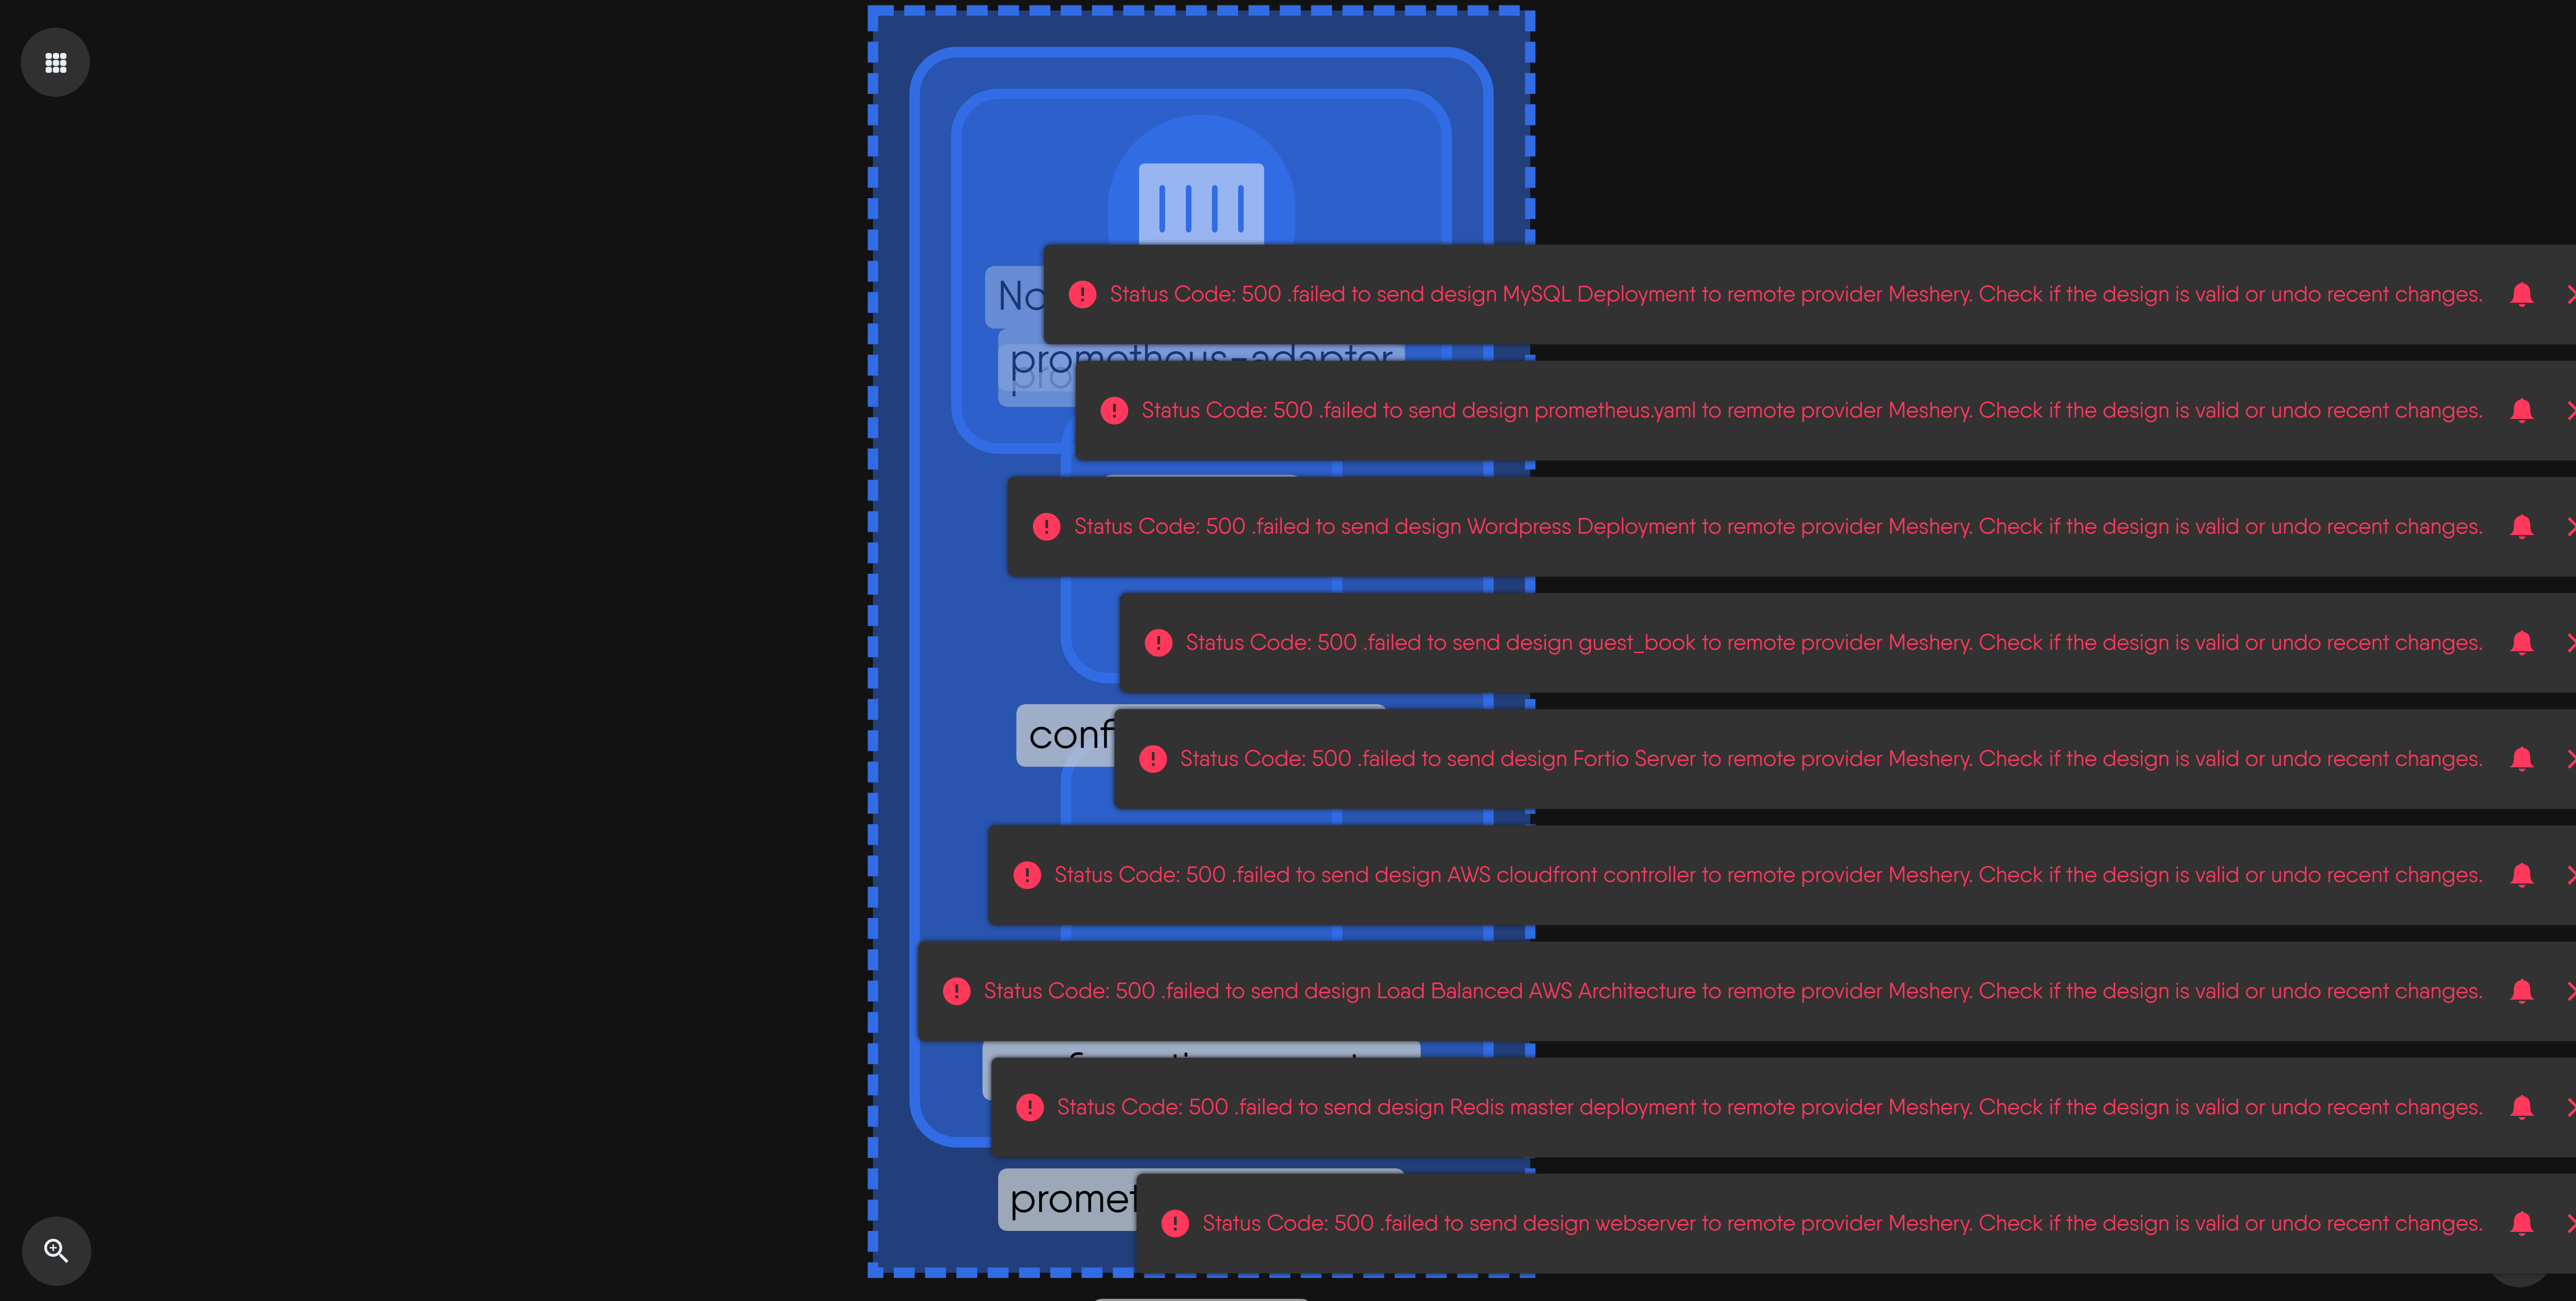 No
Status Code: 500 .failed to send design MySQL Deployment to remote provider Meshery. Check if the design is valid or undo recent changes.
prometheus-adapter
Status Code: 500 .failed to send design prometheus.yaml to remote provider Meshery. Check if the design is valid or undo recent changes.
Status Code: 500 .failed to send design Wordpress Deployment to remote provider Meshery. Check if the design is valid or undo recent changes.
Status Code: 500 .failed to send design guest_book to remote provider Meshery. Check if the design is valid or undo recent changes.
conf
Status Code: 500 .failed to send design Fortio Server to remote provider Meshery. Check if the design is valid or undo recent changes.
Status Code: 500 .failed to send design AWS cloudfront controller to remote provider Meshery. Check if the design is valid or undo recent changes.
Status Code: 500 .failed to send design Load Balanced AWS Architecture to remote provider Meshery. Check if the design is valid or undo recent changes.
Status Code: 500 .failed to send design Redis master deployment to remote provider Meshery. Check if the design is valid or undo recent changes.
promet
Status Code: 500 .failed to send design webserver to remote provider Meshery. Check if the design is valid or undo recent changes.